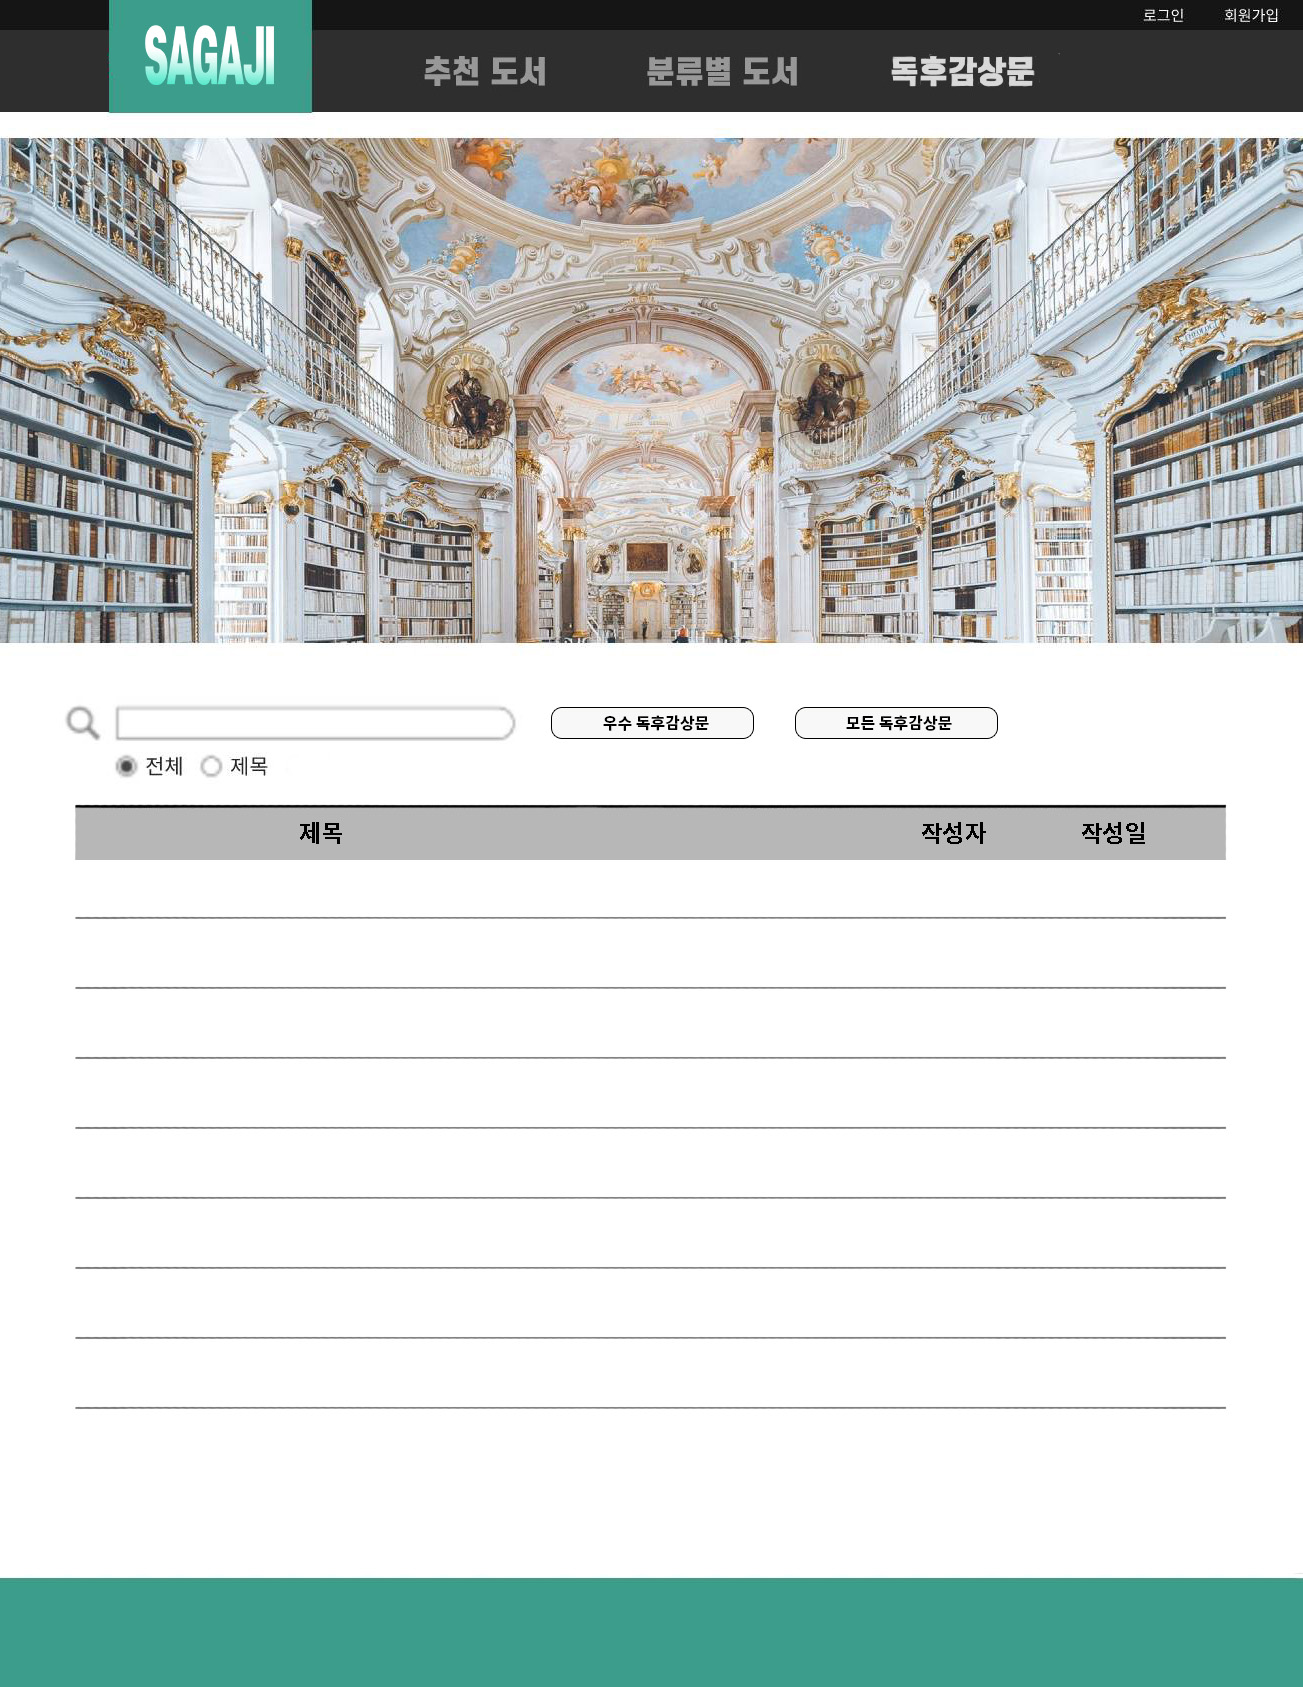 로그인 회원가입
SAGAJI
추천 도서 분류별 도서 독후감상문
우수 독후감상문 모든 독후감상문
전체 제목
제목 작성자 작성일